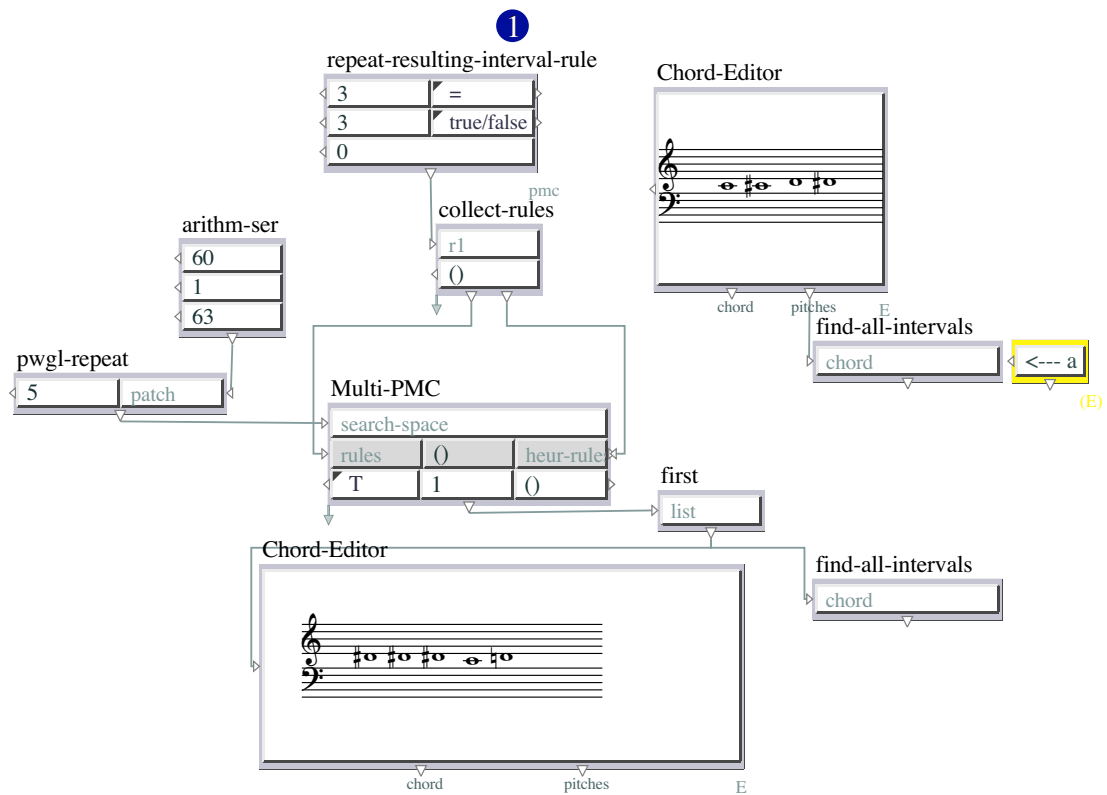 1
repeat-resulting-interval-rule
3 =
3 true/false
0
pmc
collect-rules
r1
()
Chord-Editor
chord pitches E
arithm-ser
60
1
63
find-all-intervals
chord
<--- a
(E)
pwgl-repeat
5 patch
Multi-PMC
search-space
rules () heur-rule
T 1 ()
first
list
Chord-Editor
chord pitches E
find-all-intervals
chord